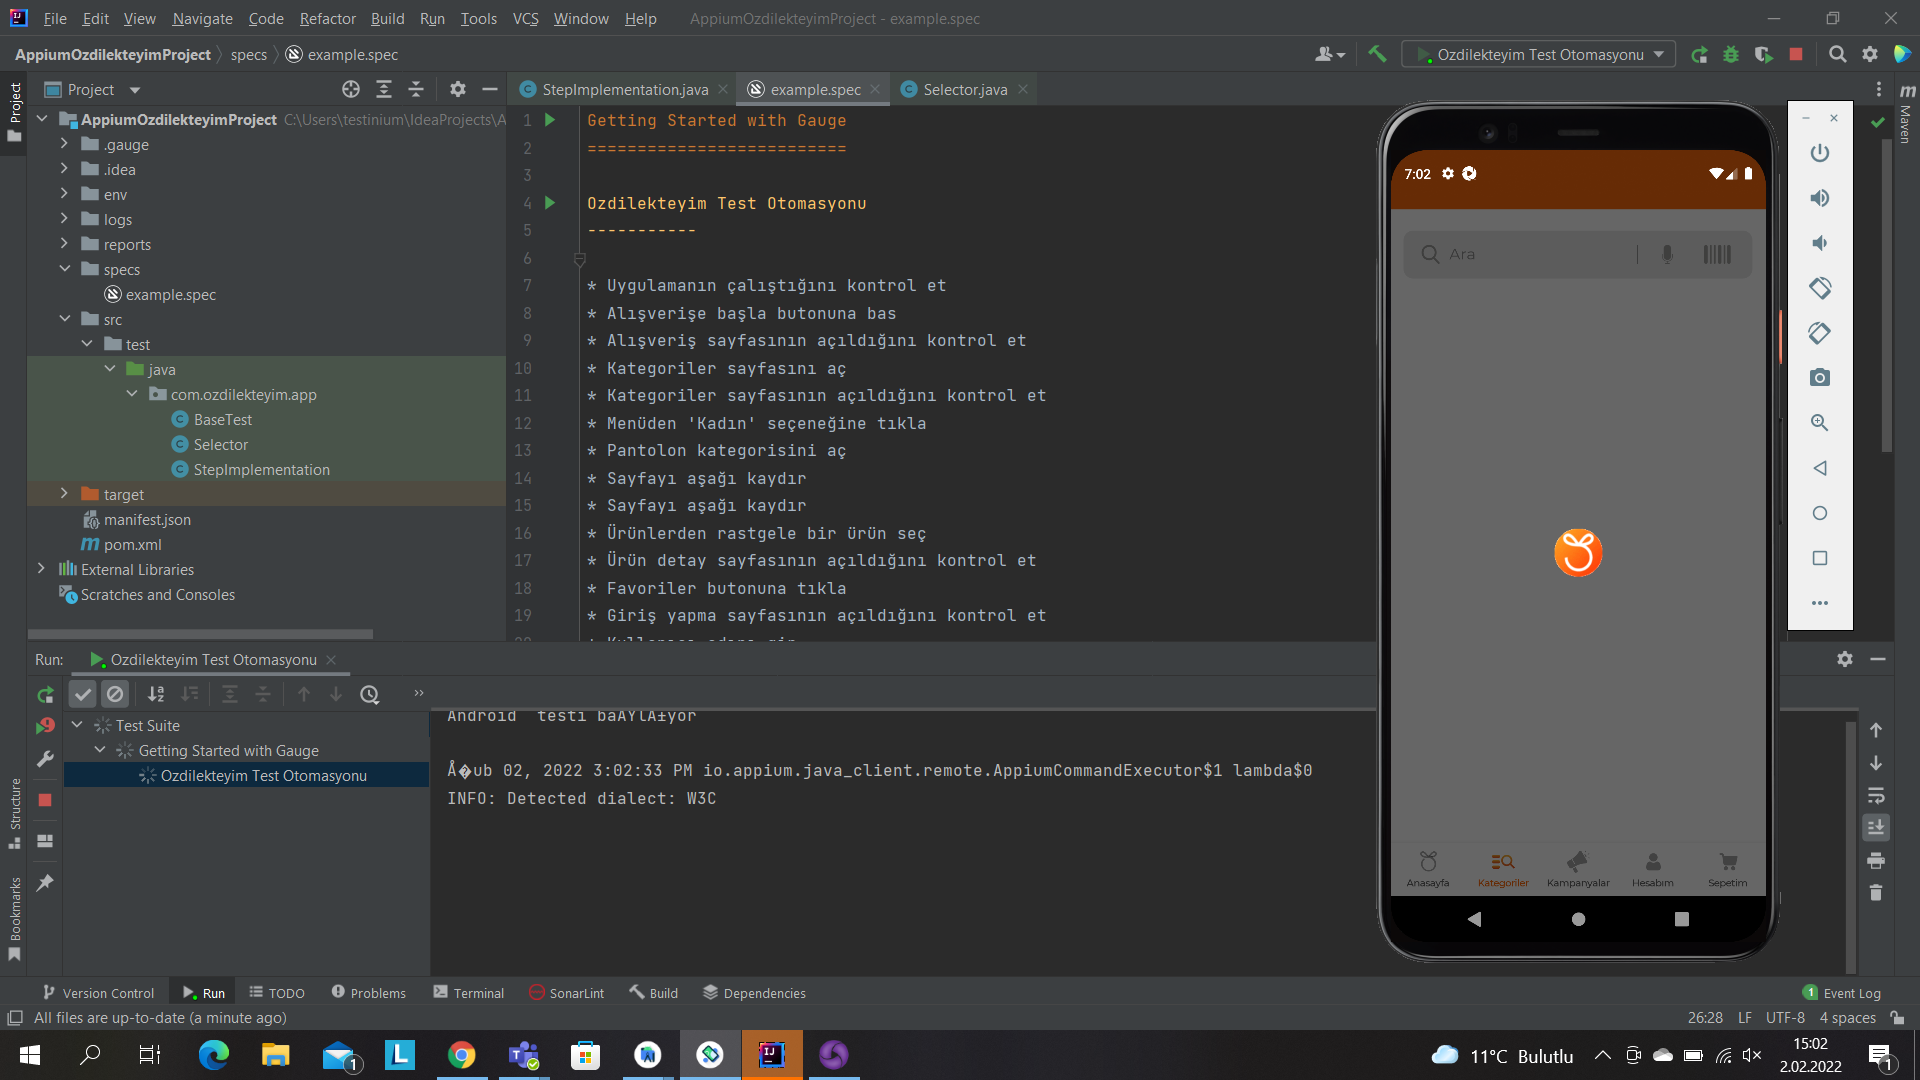 File Edit View Navigate Code Refactor Build Run Tools VCS Window Help AppiumOzdilekteyimProject - example.spec
AppiumOzdilekteyimProject specs example.spec
Ozdilekteyim Test Otomasyonu
Project
Project
StepImplementation.java
example.spec
Selector.java
Maven
AppiumOzdilekteyimProject C:\Users\testinium\IdeaProjects\A
.gauge
.idea
env
logs
reports
specs
example.spec
src
test
java
com.ozdilekteyim.app
BaseTest
Selector
StepImplementation
target
manifest.json
pom.xml
External Libraries
Scratches and Consoles
1 Getting Started with Gauge
2 ==========================
3
4 Ozdilekteyim Test Otomasyonu
5 -----------
6
7 * Uygulamanın çalıştığını kontrol et
8 * Alışverişe başla butonuna bas
9 * Alışveriş sayfasının açıldığını kontrol et
10 * Kategoriler sayfasını aç
11 * Kategoriler sayfasının açıldığını kontrol et
12 * Menüden 'Kadın' seçeneğine tıkla
13 * Pantolon kategorisini aç
14 * Sayfayı aşağı kaydır
15 * Sayfayı aşağı kaydır
16 * Ürünlerden rastgele bir ürün seç
17 * Ürün detay sayfasının açıldığını kontrol et
18 * Favoriler butonuna tıkla
19 * Giriş yapma sayfasının açıldığını kontrol et
7:02
Ara
Anasayfa Kategoriler Kampanyalar Hesabım Sepetim
Run: Ozdilekteyim Test Otomasyonu
Test Suite
Getting Started with Gauge
Ozdilekteyim Test Otomasyonu
Android testi baÅYlÄ±yor
Å�ub 02, 2022 3:02:33 PM io.appium.java_client.remote.AppiumCommandExecutor$1 lambda$0
INFO: Detected dialect: W3C
Structure
Bookmarks
Version Control Run TODO Problems Terminal SonarLint Build Dependencies 1 Event Log
All files are up-to-date (a minute ago) 26:28 LF UTF-8 4 spaces
11°C Bulutlu
15:02
2.02.2022
1
1